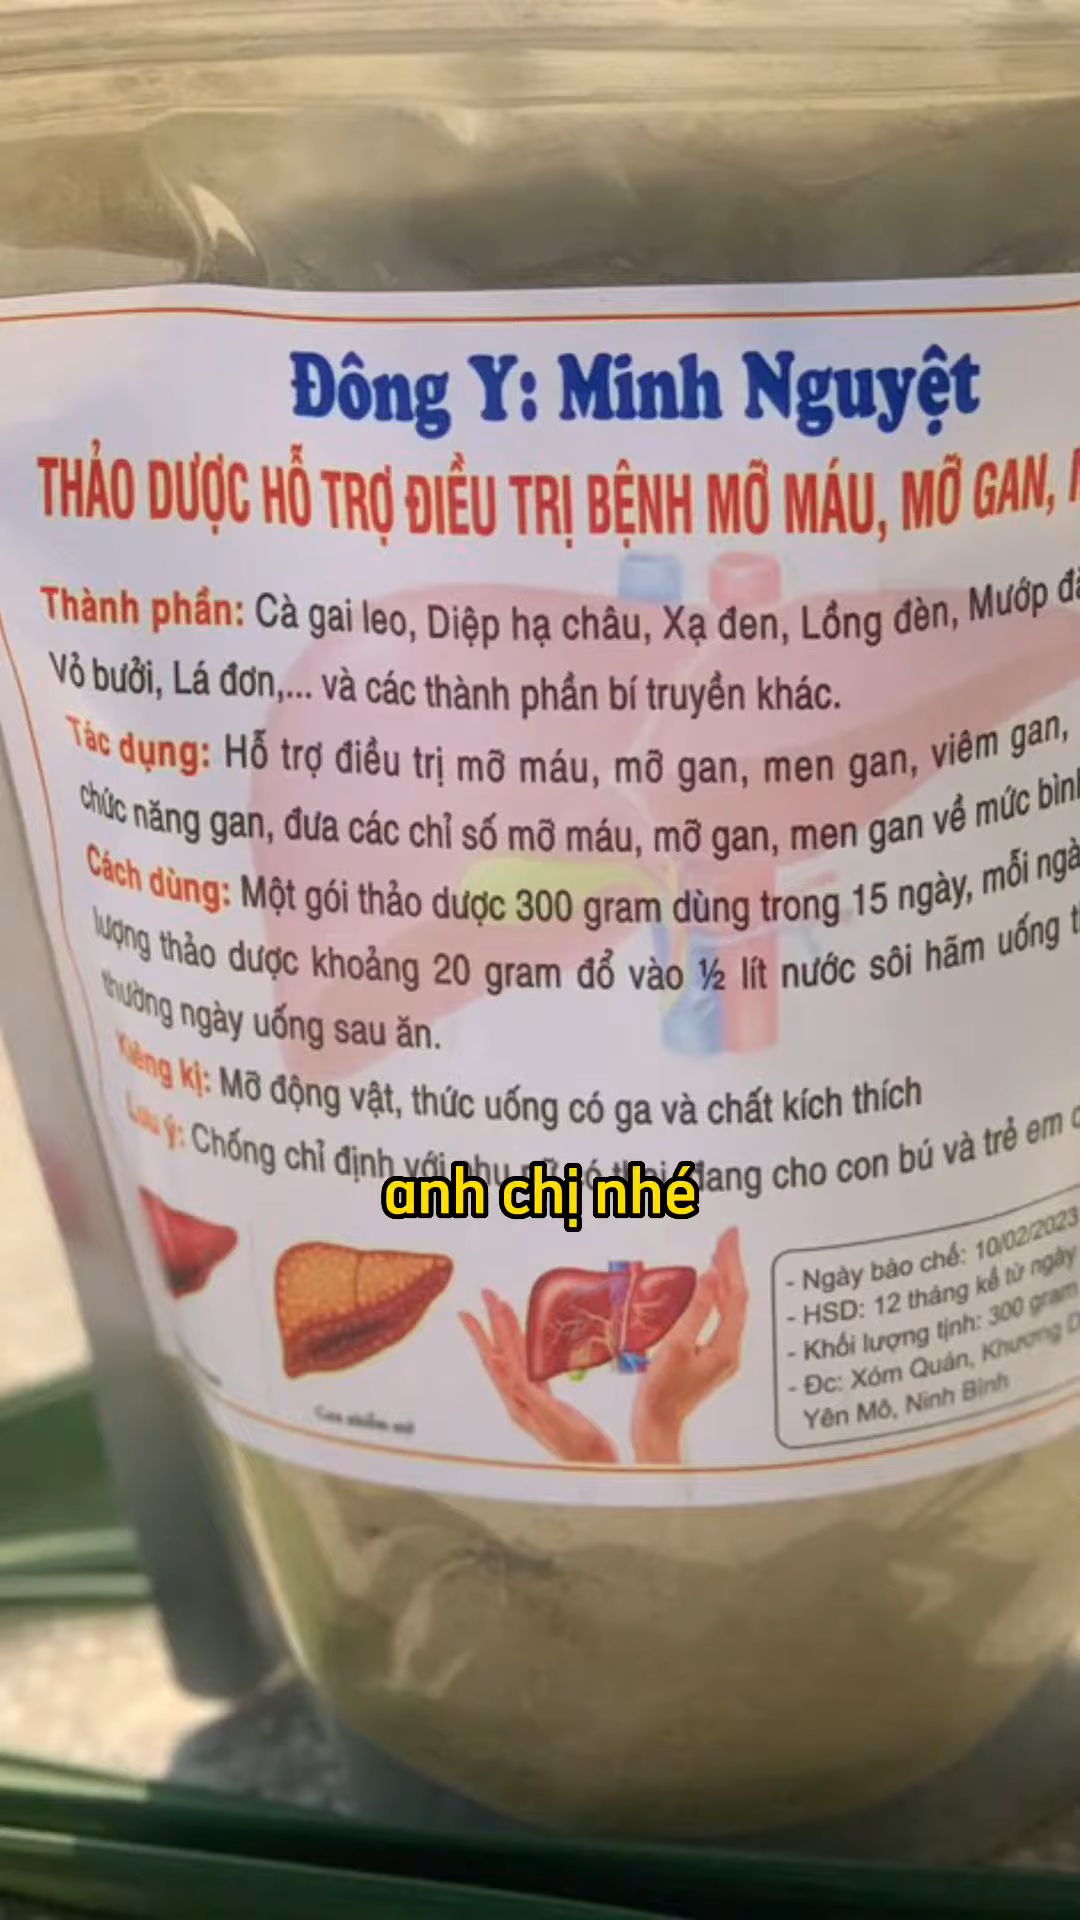 Đông Y: Minh Nguyệt
THẢO DƯỢC HỖ TRỢ ĐIỀU TRỊ BỆNH MỠ MÁU, MỠ GAN,
Thành phần: Cà gai leo, Diệp hạ châu, Xạ đen, Lồng đèn, Mướp
Vỏ bưởi, Lá đơn,... và các thành phần bí truyền khác.
Tác dụng: Hỗ trợ điều trị mỡ máu, mỡ gan, men gan, viêm gan,
chức năng gan, đưa các chỉ số mỡ máu, mỡ gan, men gan về mức bình
Cách dùng: Một gói thảo dược 300 gram dùng trong 15 ngày, mỗi
lượng thảo dược khoảng 20 gram đổ vào ½ lít nước sôi hãm uống
thường ngày uống sau ăn.
Kiêng kị: Mỡ động vật, thức uống có ga và chất kích thích
Lưu ý: Chống chỉ định với đang cho con bú và trẻ em
anh chị nhé
- Ngày bào chế: 10/02/2023
- HSD: 12 tháng kể từ ngày
- Khối lượng tịnh: 300 gram
- Đc: Xóm Quán, Khương
Yên Mô, Ninh Bình